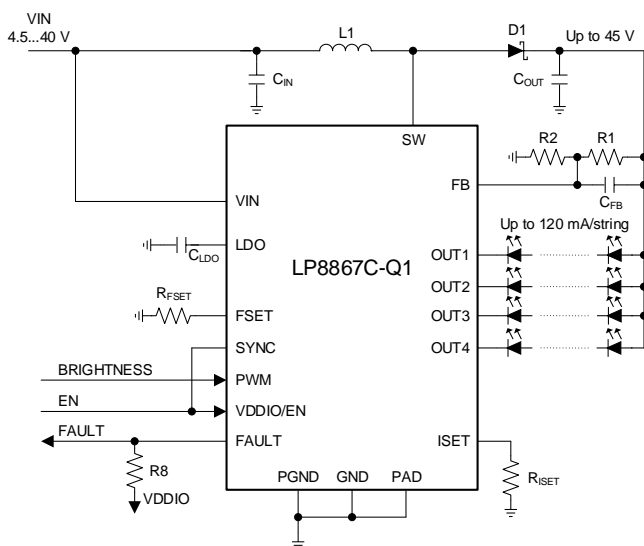 VIN
4.5...40 V
L1
D1
Up to 45 V
CIN
COUT
SW
R2
R1
FB
CFB
VIN
Up to 120 mA/string
LDO
CLDO
LP8867C-Q1
OUT1
OUT2
RFSET
FSET
OUT3
SYNC
OUT4
BRIGHTNESS
PWM
EN
VDDIO/EN
FAULT
FAULT
ISET
R8
PGND
GND
PAD
RISET
VDDIO